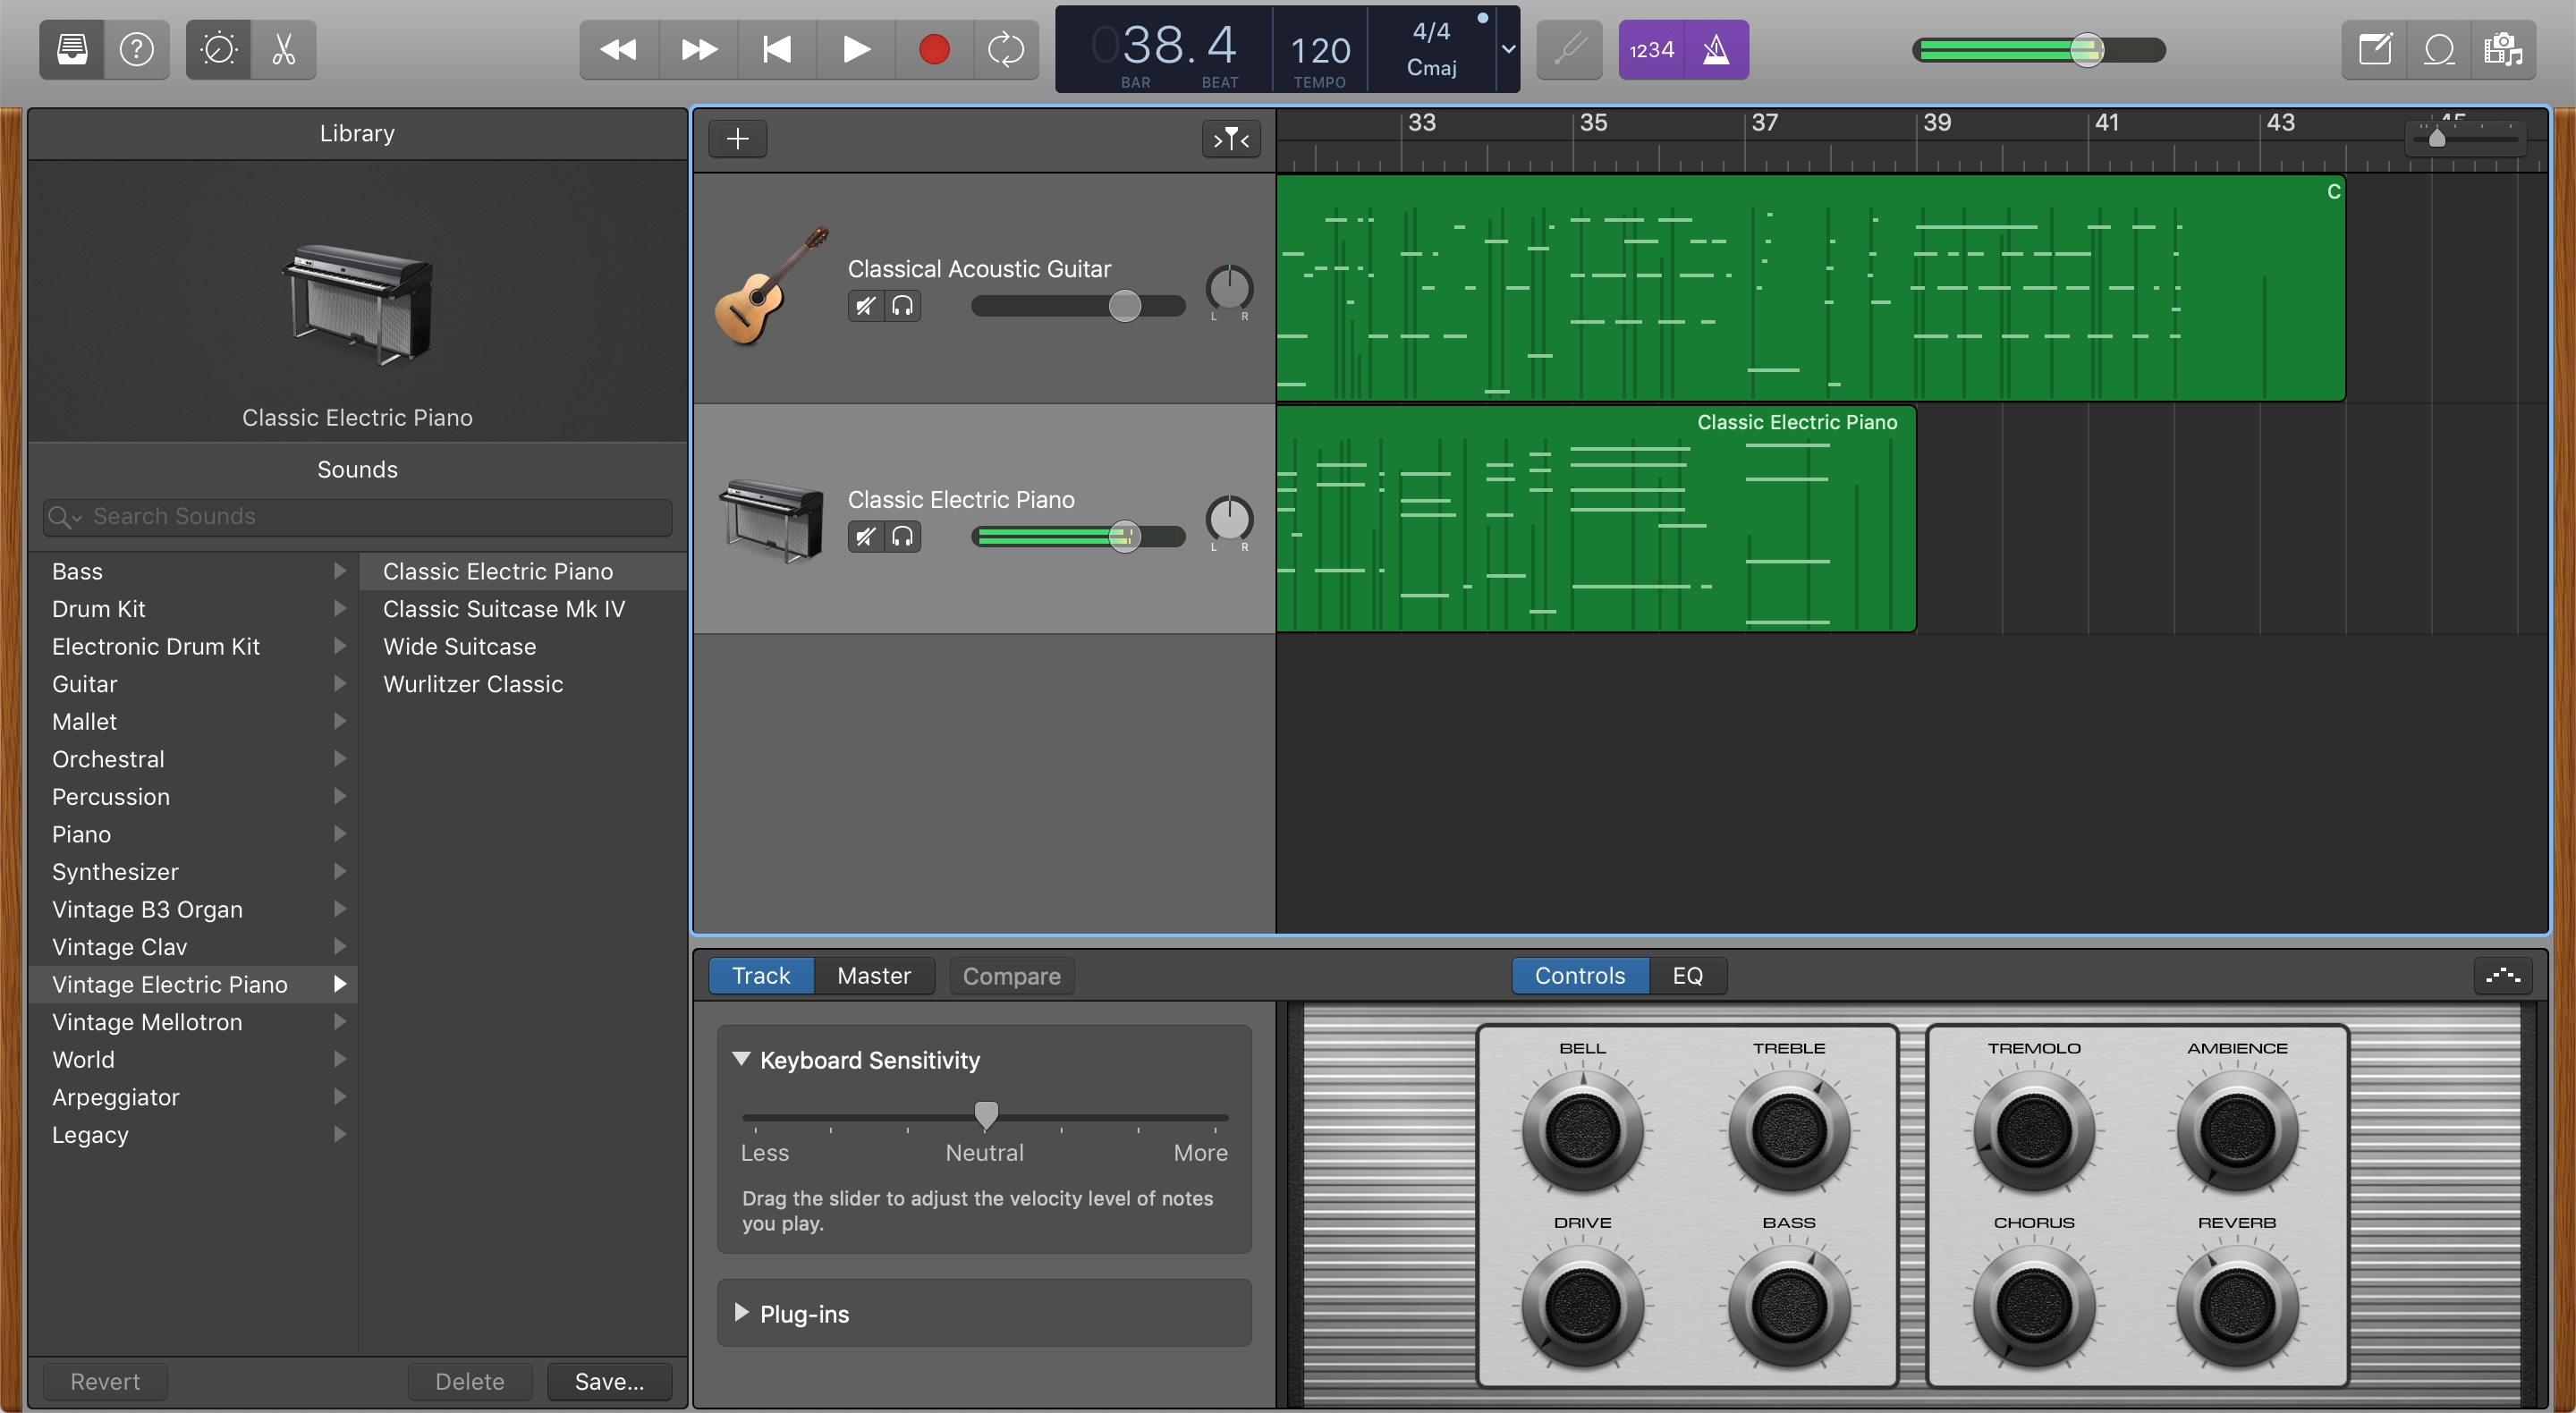 038. 4
BAR BEAT
120
TEMPO
4/4
Cmaj
1234
Library
Classic Electric Piano
Sounds
Search Sounds
Bass
Drum Kit
Electronic Drum Kit
Guitar
Mallet
Orchestral
Percussion
Piano
Synthesizer
Vintage B3 Organ
Vintage Clav
Vintage Electric Piano
Vintage Mellotron
World
Arpeggiator
Legacy
Classic Electric Piano
Classic Suitcase Mk IV
Wide Suitcase
Wurlitzer Classic
Revert Delete Save...
33 35 37 39 41 43 45
Classical Acoustic Guitar
L R
C
Classic Electric Piano
L R
Classic Electric Piano
Track Master Compare
Controls EQ
Keyboard Sensitivity
Less Neutral More
Drag the slider to adjust the velocity level of notes
you play.
Plug-ins
BELL TREBLE TREMOLO AMBIENCE
DRIVE BASS CHORUS REVERB